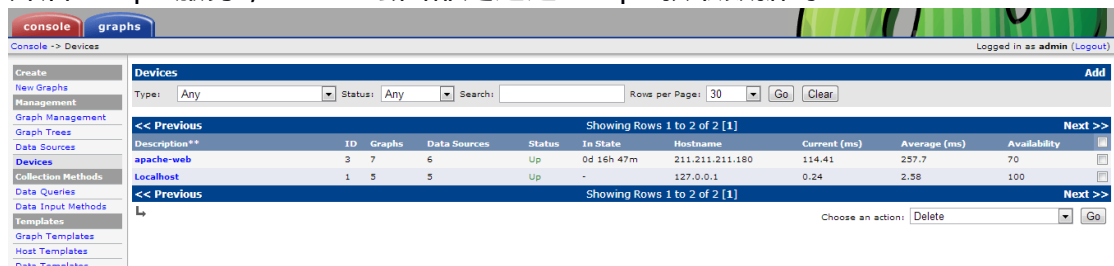 console graphs
Console -> Devices
Logged in as admin (Logout)
Create
New Graphs
Management
Graph Management
Graph Trees
Data Sources
Devices
Collection Methods
Data Queries
Data Input Methods
Templates
Graph Templates
Host Templates
Data Templates
Devices Add
Type: Any Status: Any Search: Rows per Page: 30 Go Clear
<< Previous Showing Rows 1 to 2 of 2 [1] Next >>
Description** ID Graphs Data Sources Status In State Hostname Current (ms) Average (ms) Availability
apache-web 3 7 6 Up 0d 16h 47m 211.211.211.180 114.41 257.7 70
Localhost 1 5 5 Up - 127.0.0.1 0.24 2.58 100
<< Previous Showing Rows 1 to 2 of 2 [1] Next >>
Choose an action: Delete Go